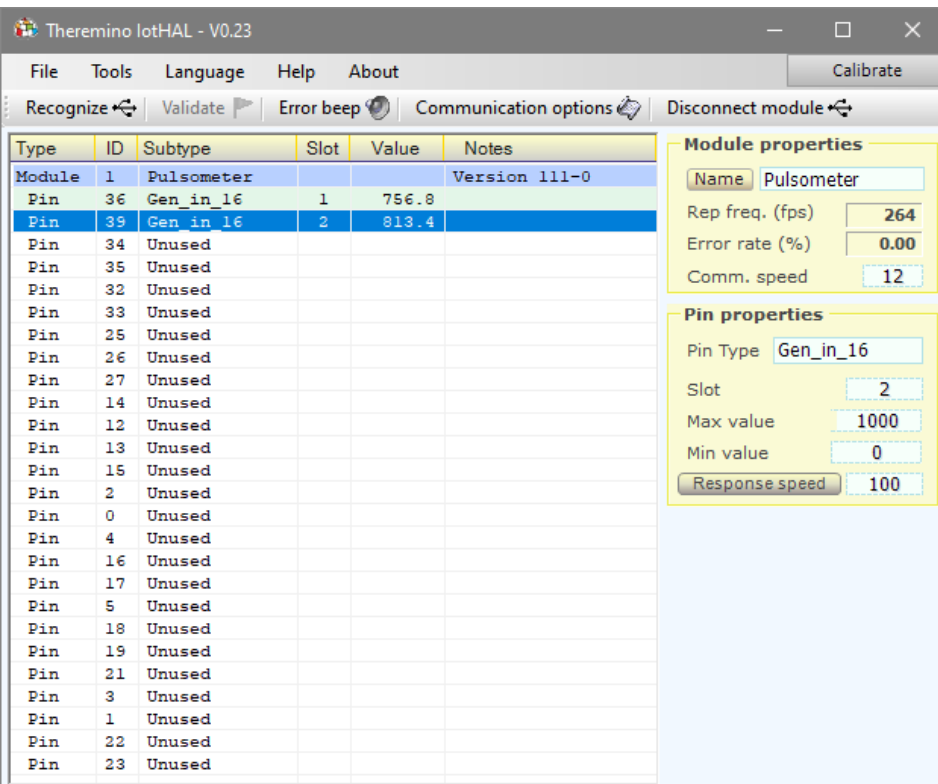 Theremino IotHAL - V0.23
File Tools Language Help About Calibrate
Recognize Validate Error beep Communication options Disconnect module
Type ID Subtype Slot Value Notes
Module 1 Pulsometer Version 111-0
Pin 36 Gen_in_16 1 756.8
Pin 39 Gen_in_16 2 813.4
Pin 34 Unused
Pin 35 Unused
Pin 32 Unused
Pin 33 Unused
Pin 25 Unused
Pin 26 Unused
Pin 27 Unused
Pin 14 Unused
Pin 12 Unused
Pin 13 Unused
Pin 15 Unused
Pin 2 Unused
Pin 0 Unused
Pin 4 Unused
Pin 16 Unused
Pin 17 Unused
Pin 5 Unused
Pin 18 Unused
Pin 19 Unused
Pin 21 Unused
Pin 3 Unused
Pin 1 Unused
Pin 22 Unused
Pin 23 Unused
Module properties
Name Pulsometer
Rep freq. (fps) 264
Error rate (%) 0.00
Comm. speed 12
Pin properties
Pin Type Gen_in_16
Slot 2
Max value 1000
Min value 0
Response speed 100